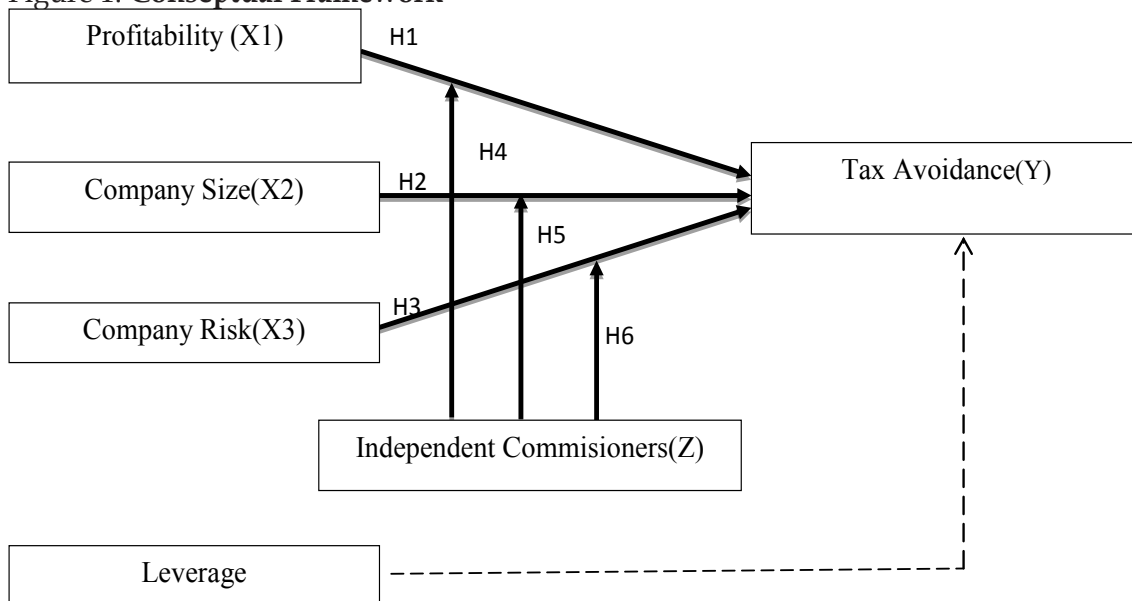 Figure 1. Conseptual Framework
Profitability (X1)
H1
H4
Company Size(X2)
H2
Tax Avoidance(Y)
H5
Company Risk(X3)
H3
H6
Independent Commisioners(Z)
Leverage